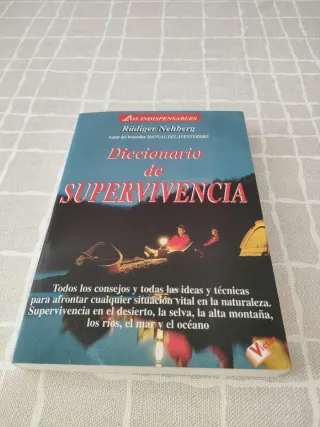 LOS INDISPENSABLES
Rüdiger Nehberg
Autor del bestseller MANUAL DEL AVENTURERO
Diccionario
de
SUPERVIVENCIA
Todos los consejos y todas las ideas y técnicas
para afrontar cualquier situación vital en la naturaleza.
Supervivencia en el desierto, la selva, la alta montaña,
los ríos, el mar y el océano